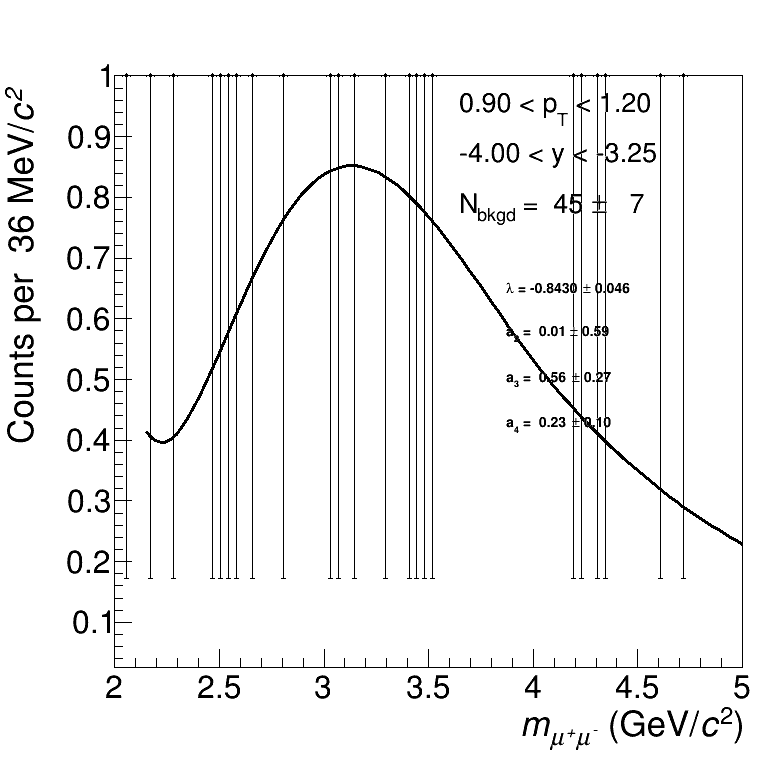 Counts per 36 MeV/c²
1
0.9
0.8
0.7
0.6
0.5
0.4
0.3
0.2
0.1
0.90 < p_T < 1.20
-4.00 < y < -3.25
N_bkgd = 45 ± 7
λ = -0.8430 ± 0.046
a_2 = 0.01 ± 0.59
a_3 = 0.56 ± 0.27
a_4 = 0.23 ± 0.10
2 2.5 3 3.5 4 4.5 5
m_μ⁺μ⁻ (GeV/c²)